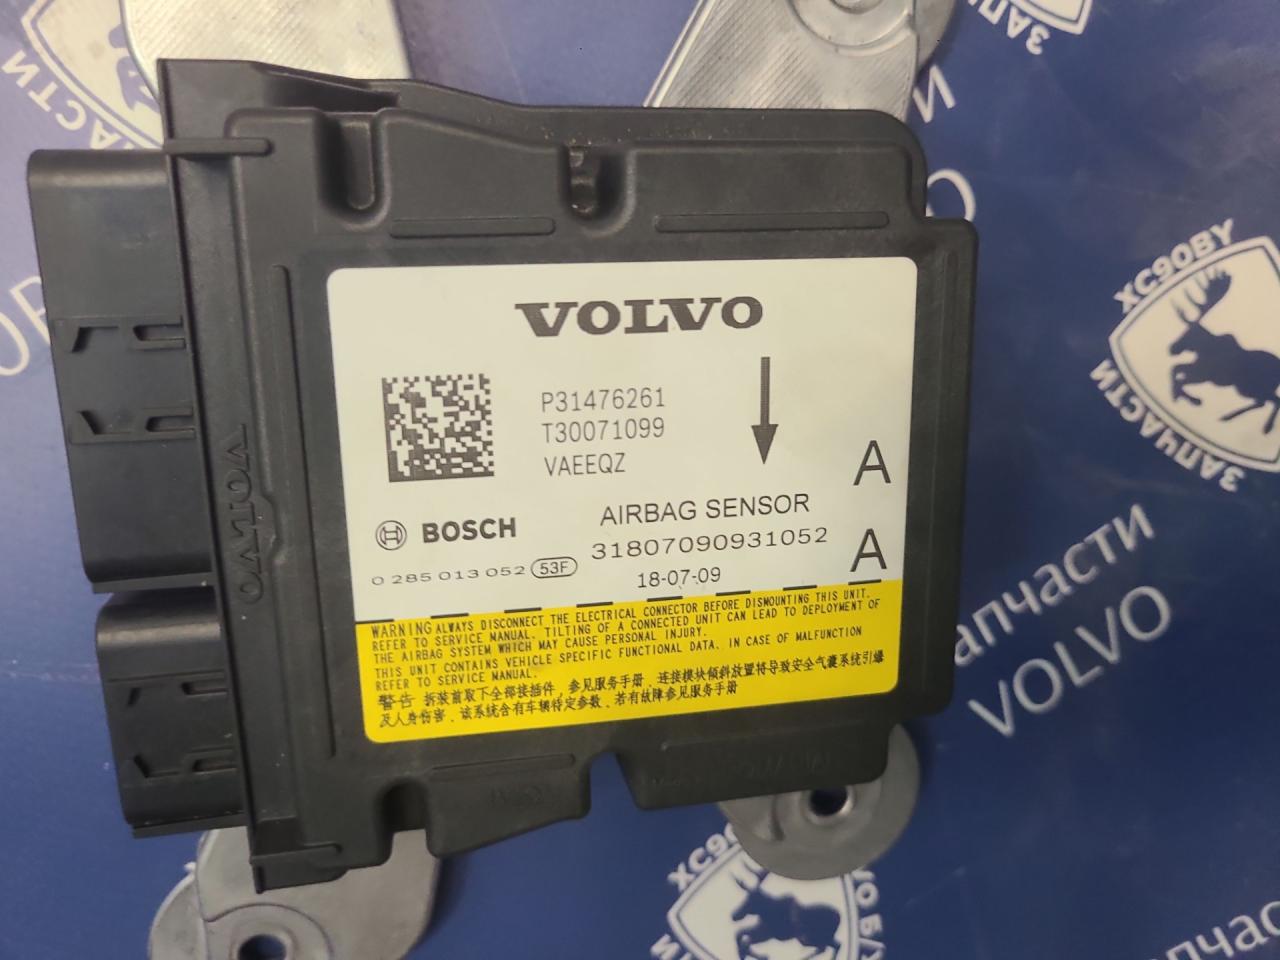 ЗАПЧАСТИ
ЗАПЧАСТИ
VOLVO
P31476261
T30071099
VAEEQZ
A
BOSCH
AIRBAG SENSOR
0 285 013 052 53F
31807090931052
A
18-07-09
WARNING ALWAYS DISCONNECT THE ELECTRICAL CONNECTOR BEFORE DISMOUNTING THIS UNIT.
REFER TO SERVICE MANUAL. TILTING OF A CONNECTED UNIT CAN LEAD TO DEPLOYMENT OF
THE AIRBAG SYSTEM WHICH MAY CAUSE PERSONAL INJURY.
THIS UNIT CONTAINS VEHICLE SPECIFIC FUNCTIONAL DATA. IN CASE OF MALFUNCTION
REFER TO SERVICE MANUAL.
警告 拆装前取下全部接插件，参见服务手册．连接模块倾斜放置将导致安全气囊系统引爆
及人身伤害．该系统含有车辆特定参数．若有故障参见服务手册
VOLVO
XC90BY
ЗАПЧАСТИ
запчасти
VOLVO
запчасти